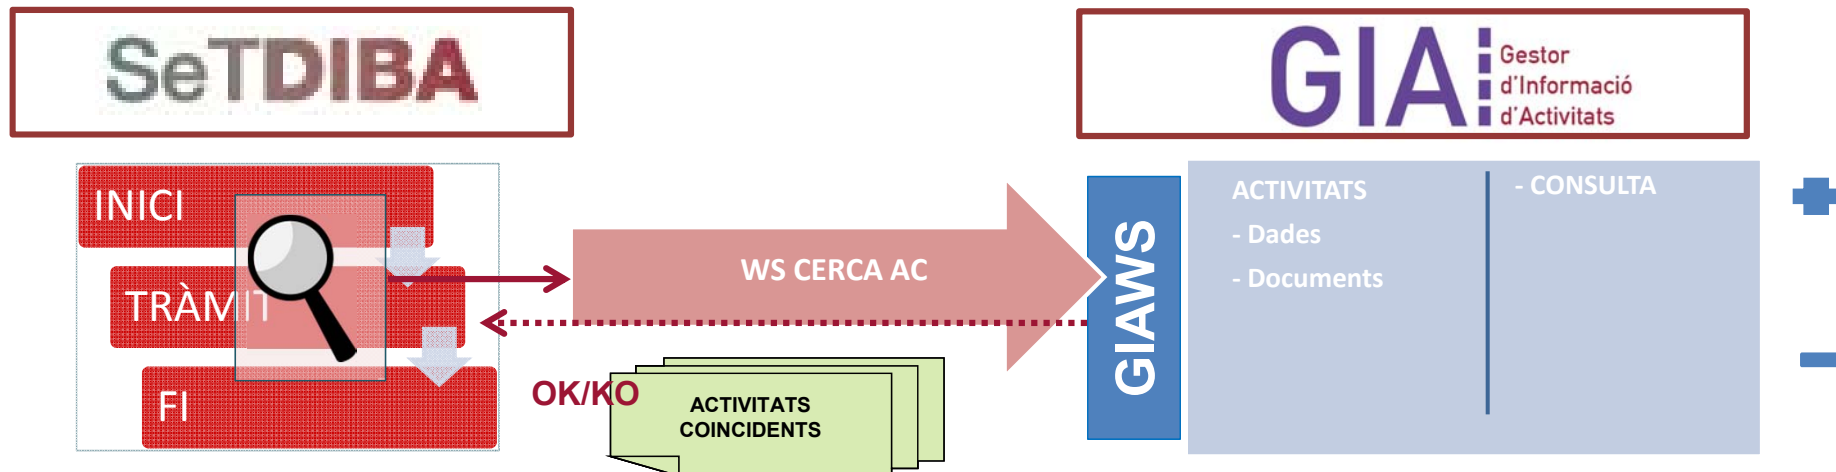 SeTDIBA
GIA
Gestor
d'Informació
d'Activitats
INICI
TRÀMIT
FI
WS CERCA AC
OK/KO
ACTIVITATS
COINCIDENTS
GIAWS
ACTIVITATS
- Dades
- Documents
- CONSULTA